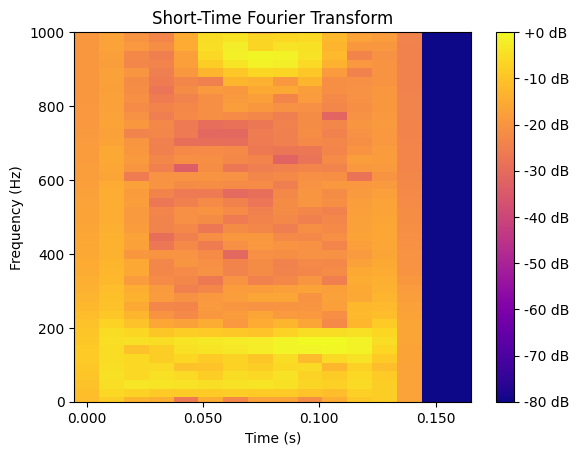 Short-Time Fourier Transform
1000
800
600
400
200
0
Frequency (Hz)
0.000
0.050
0.100
0.150
Time (s)
+0 dB
-10 dB
-20 dB
-30 dB
-40 dB
-50 dB
-60 dB
-70 dB
-80 dB